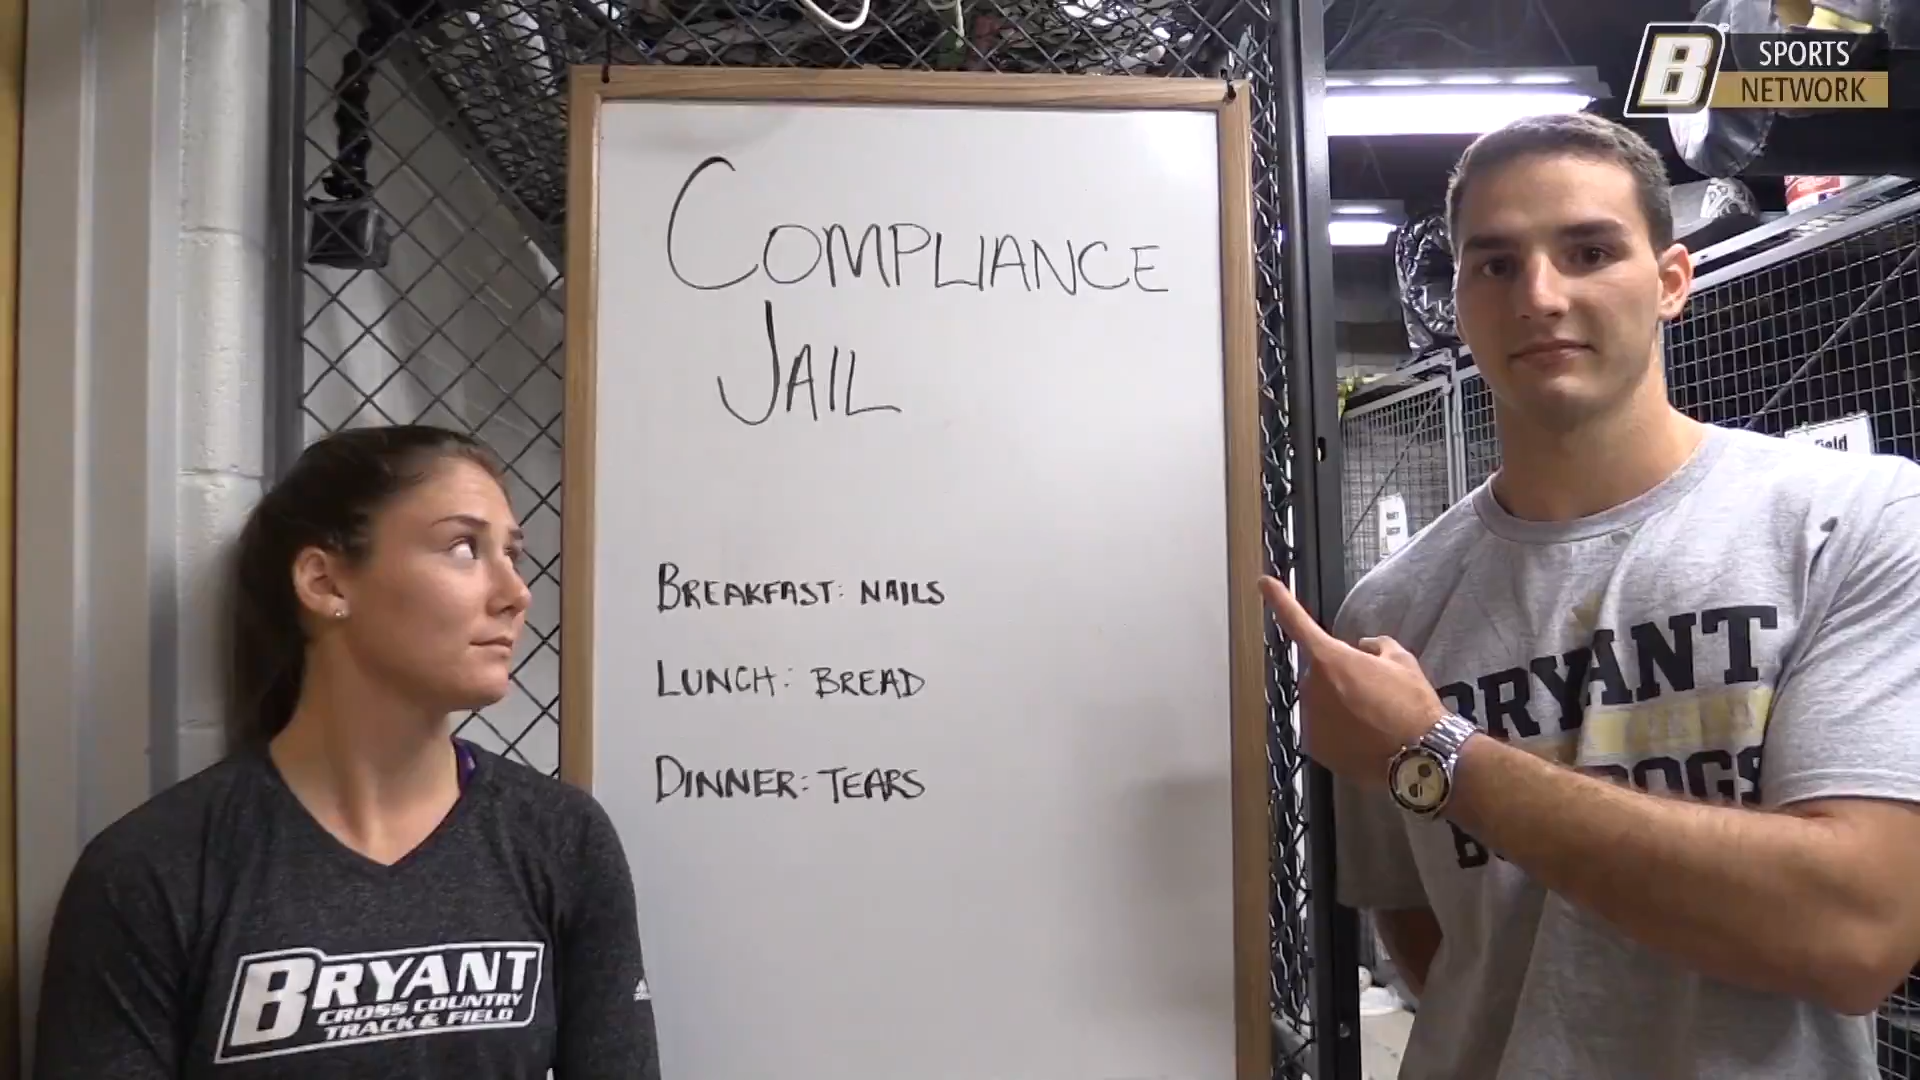 B SPORTS
NETWORK
COMPLIANCE
JAIL
BREAKFAST: NAILS
LUNCH: BREAD
DINNER: TEARS
BRYANT
CROSS COUNTRY
TRACK & FIELD
BRYANT